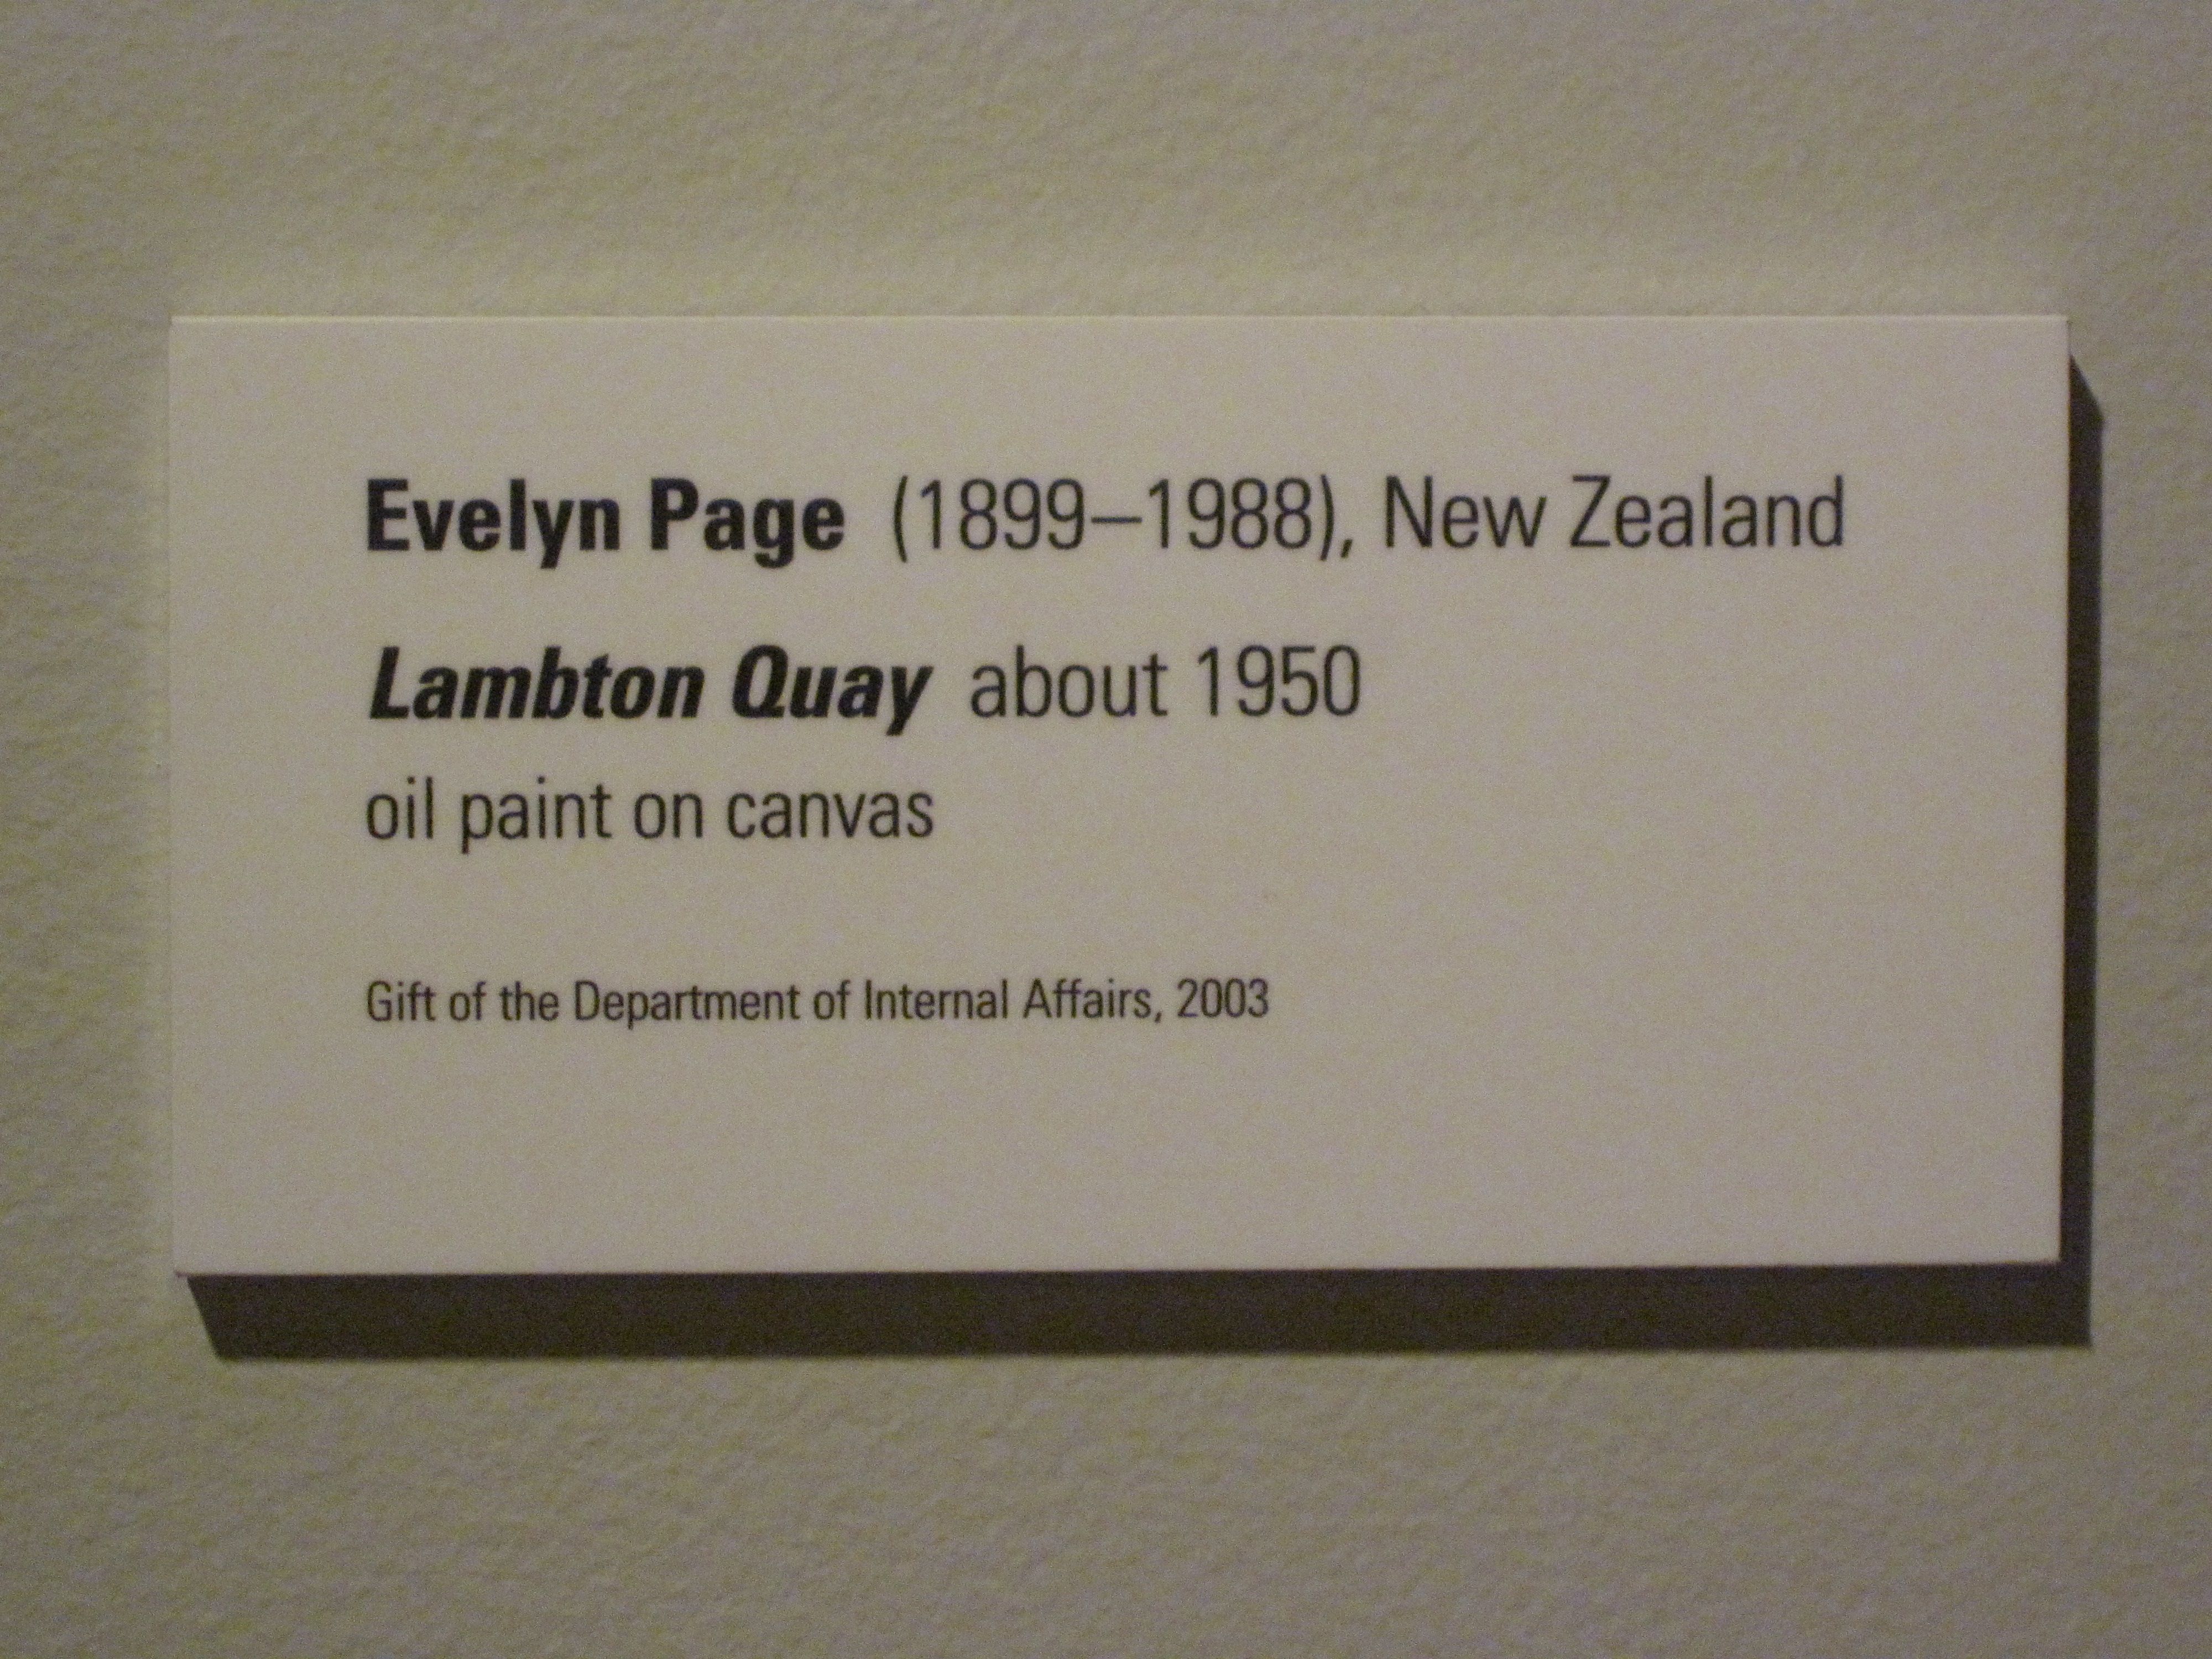 Evelyn Page (1899–1988), New Zealand
Lambton Quay about 1950
oil paint on canvas
Gift of the Department of Internal Affairs, 2003